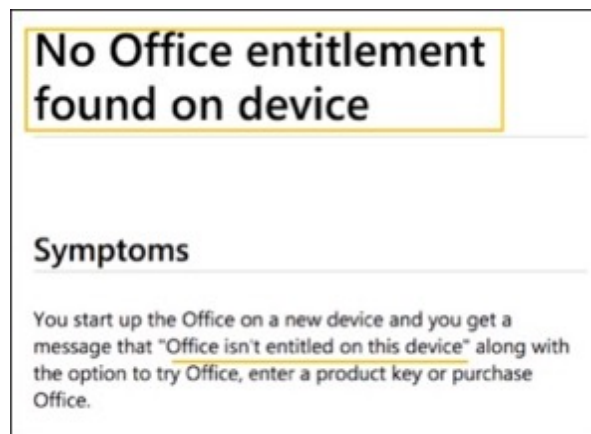 No Office entitlement
found on device
Symptoms
You start up the Office on a new device and you get a
message that "Office isn't entitled on this device" along with
the option to try Office, enter a product key or purchase
Office.